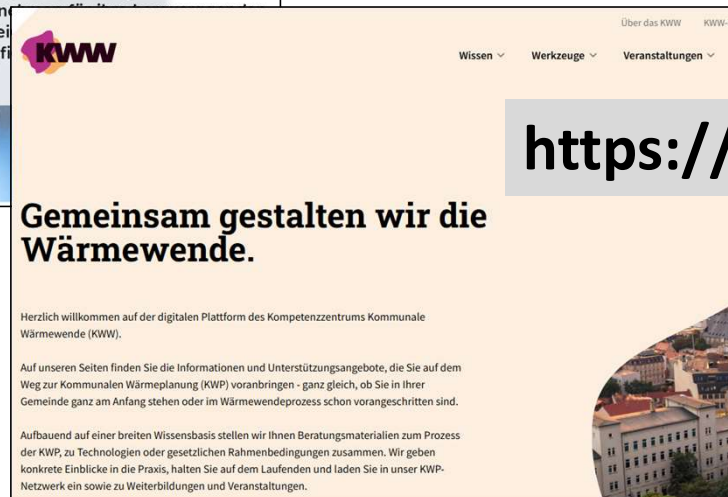 KWW
Über das KWW
Wissen
Werkzeuge
Veranstaltungen
https://
Gemeinsam gestalten wir die
Wärmewende.
Herzlich willkommen auf der digitalen Plattform des Kompetenzzentrums Kommunale
Wärmewende (KWW).
Auf unseren Seiten finden Sie die Informationen und Unterstützungsangebote, die Sie auf dem
Weg zur Kommunalen Wärmeplanung (KWP) voranbringen - ganz gleich, ob Sie in Ihrer
Gemeinde ganz am Anfang stehen oder im Wärmewendeprozess schon vorangeschritten sind.
Aufbauend auf einer breiten Wissensbasis stellen wir Ihnen Beratungsmaterialien zum Prozess
der KWP, zu Technologien oder gesetzlichen Rahmenbedingungen zusammen. Wir geben
konkrete Einblicke in die Praxis, halten Sie auf dem Laufenden und laden Sie in unser KWP-
Netzwerk ein sowie zu Weiterbildungen und Veranstaltungen.